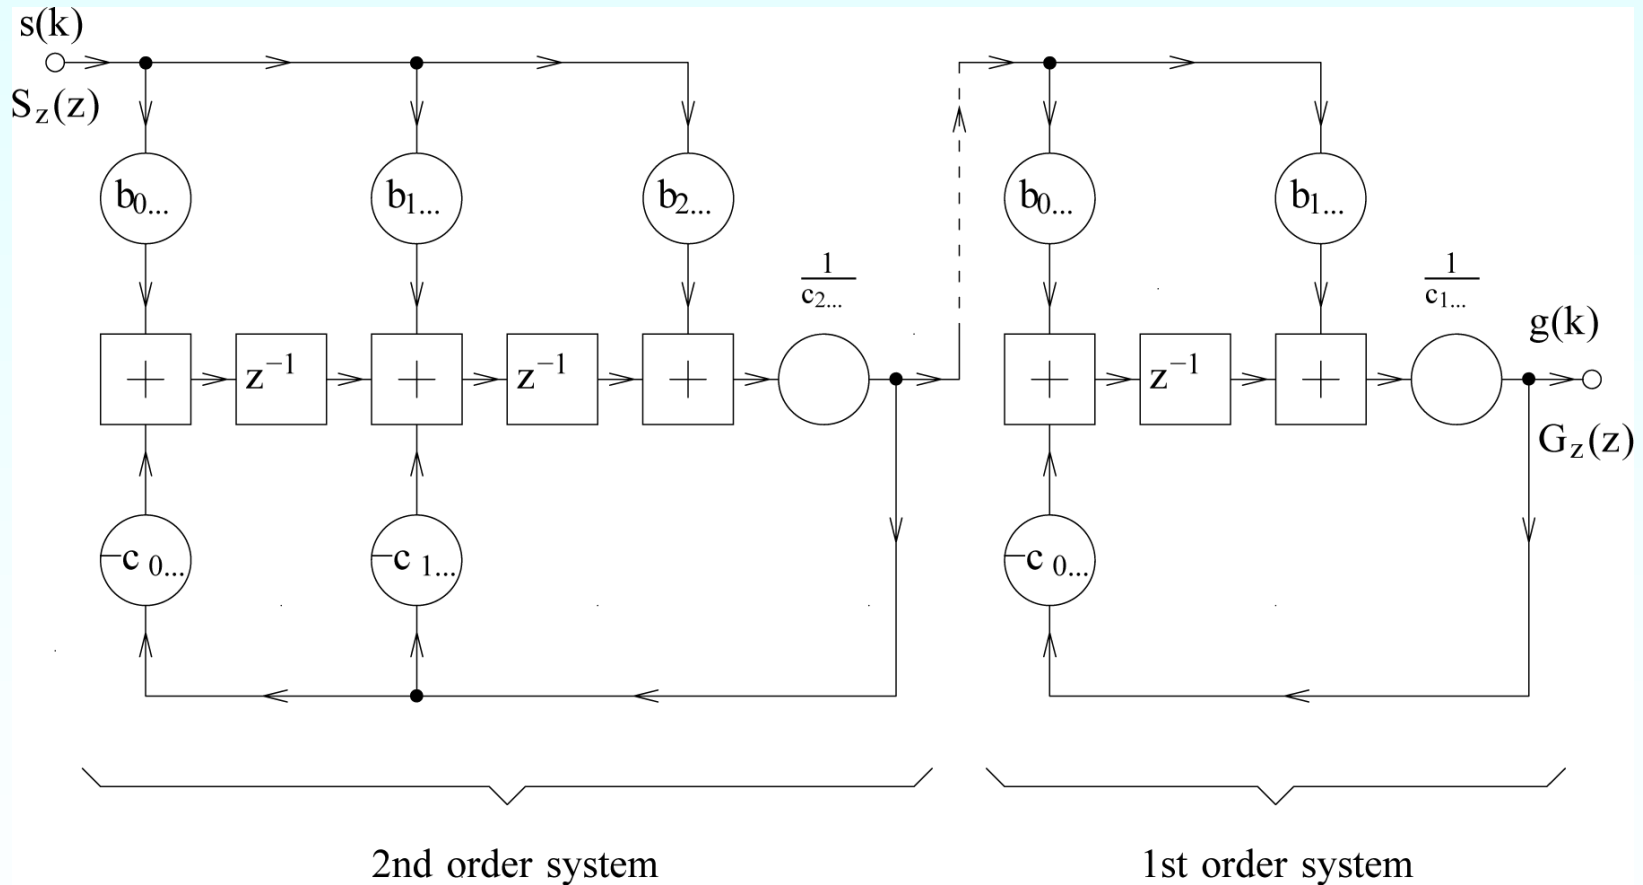 s(k)
S_z(z)
b_0... b_1... b_2... b_0... b_1...
1/c_2... 1/c_1...
g(k)
+ z^−1 + z^−1 + + z^−1 +
G_z(z)
−c_0... −c_1... −c_0...
2nd order system 1st order system